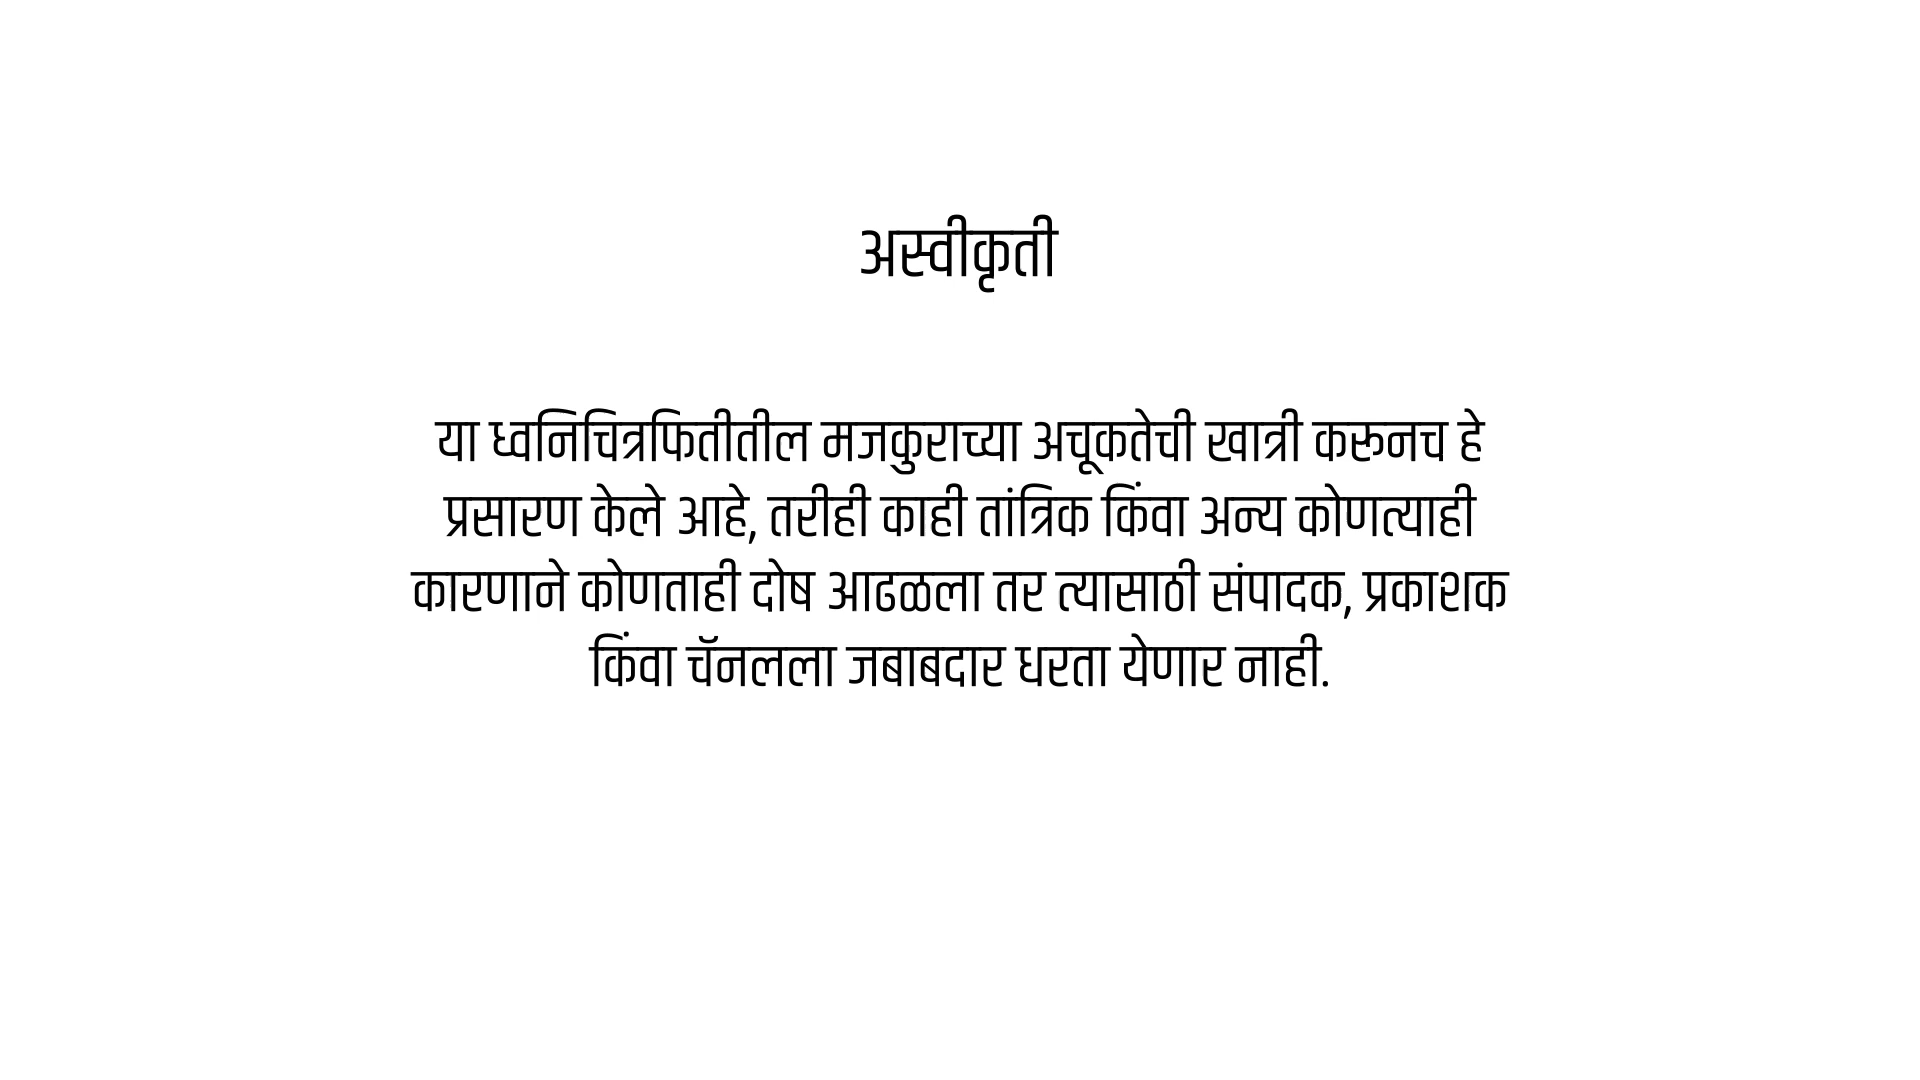 अस्वीकृती
या ध्वनिचित्रफितीतील मजकुराच्या अचूकतेची खात्री करूनच हे
प्रसारण केले आहे, तरीही काही तांत्रिक किंवा अन्य कोणत्याही
कारणाने कोणताही दोष आढळला तर त्यासाठी संपादक, प्रकाशक
किंवा चॅनलला जबाबदार धरता येणार नाही.